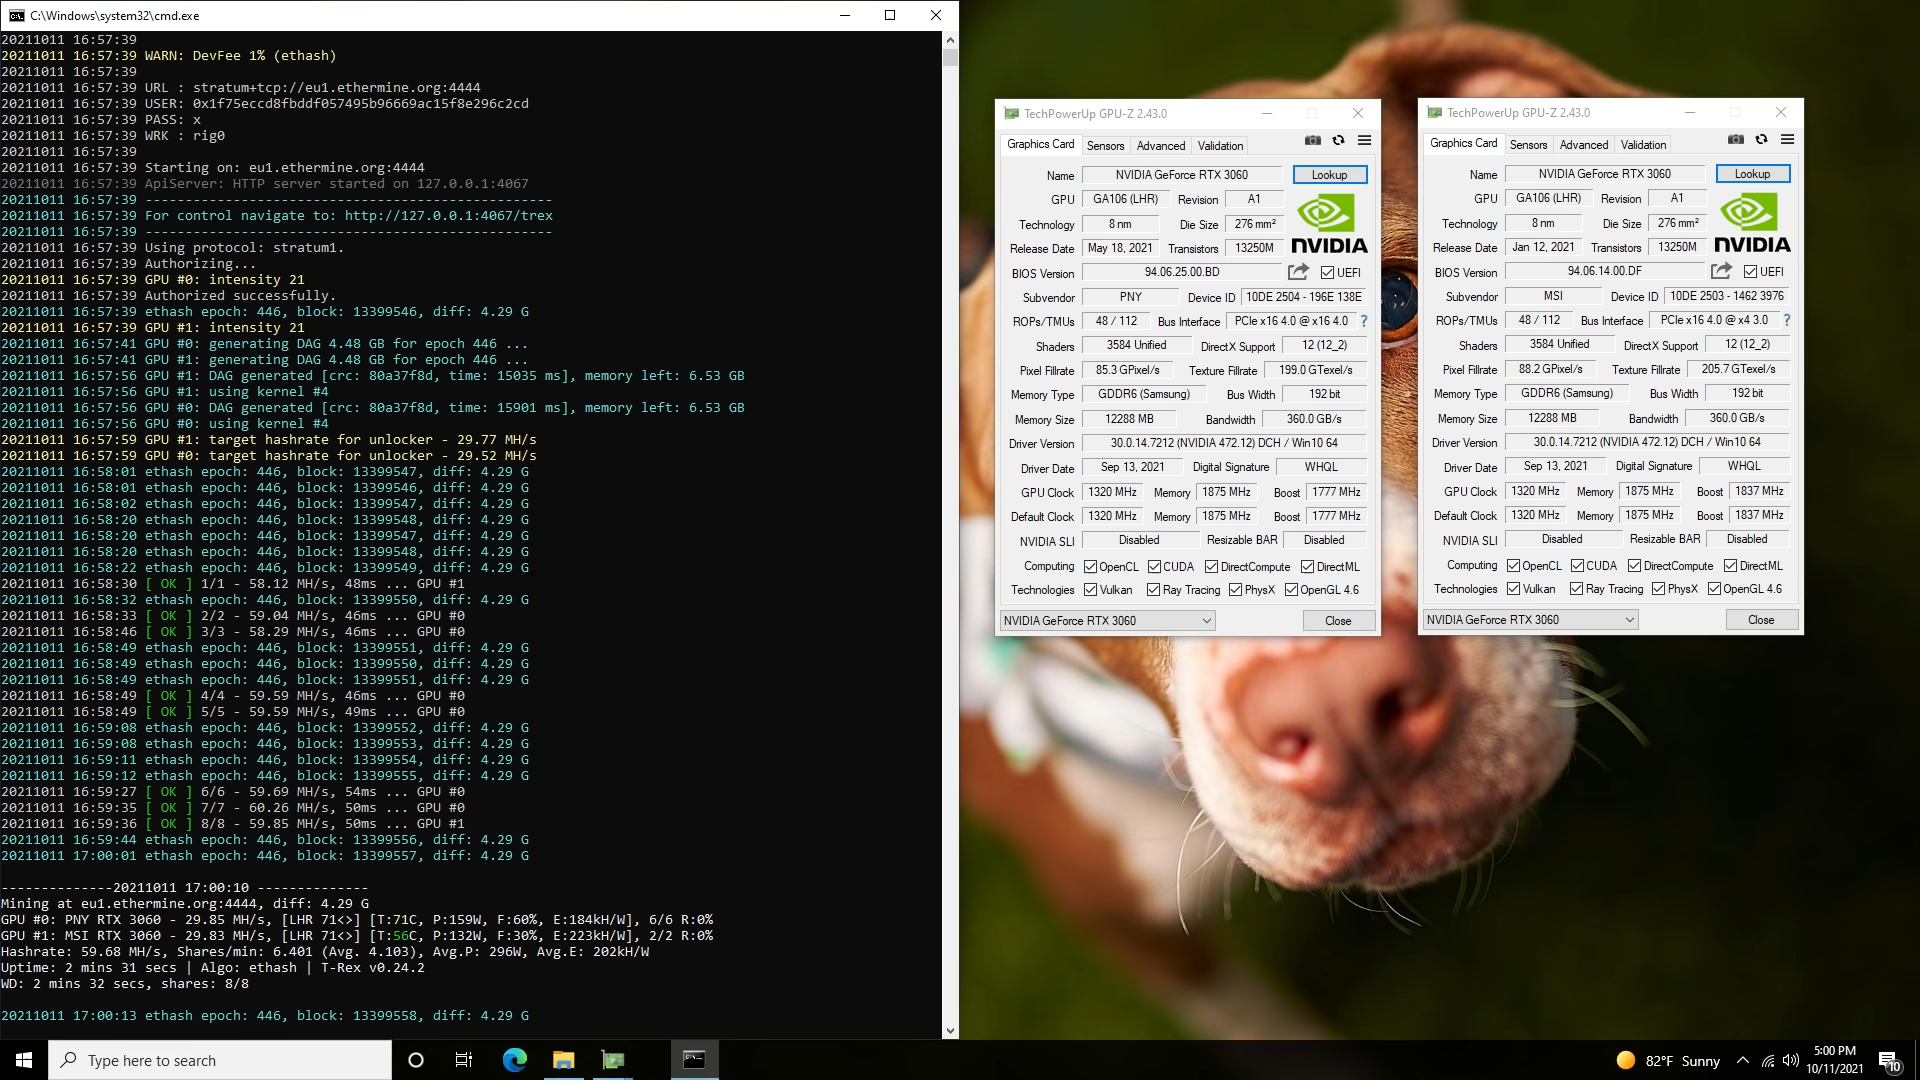 C:\Windows\system32\cmd.exe
20211011 16:57:39
20211011 16:57:39 WARN: DevFee 1% (ethash)
20211011 16:57:39
20211011 16:57:39 URL : stratum+tcp://eu1.ethermine.org:4444
20211011 16:57:39 USER: 0x1f75eccd8fbddf057495b96669ac15f8e296c2cd
20211011 16:57:39 PASS: x
20211011 16:57:39 WRK : rig0
20211011 16:57:39
20211011 16:57:39 Starting on: eu1.ethermine.org:4444
20211011 16:57:39 ApiServer: HTTP server started on 127.0.0.1:4067
20211011 16:57:39 ---------------------------------------------------
20211011 16:57:39 For control navigate to: http://127.0.0.1:4067/trex
20211011 16:57:39 ---------------------------------------------------
20211011 16:57:39 Using protocol: stratum1.
20211011 16:57:39 Authorizing...
20211011 16:57:39 GPU #0: intensity 21
20211011 16:57:39 Authorized successfully.
20211011 16:57:39 ethash epoch: 446, block: 13399546, diff: 4.29 G
20211011 16:57:39 GPU #1: intensity 21
20211011 16:57:41 GPU #0: generating DAG 4.48 GB for epoch 446 ...
20211011 16:57:41 GPU #1: generating DAG 4.48 GB for epoch 446 ...
20211011 16:57:56 GPU #1: DAG generated [crc: 80a37f8d, time: 15035 ms], memory left: 6.53 GB
20211011 16:57:56 GPU #1: using kernel #4
20211011 16:57:56 GPU #0: DAG generated [crc: 80a37f8d, time: 15901 ms], memory left: 6.53 GB
20211011 16:57:56 GPU #0: using kernel #4
20211011 16:57:59 GPU #1: target hashrate for unlocker - 29.77 MH/s
20211011 16:57:59 GPU #0: target hashrate for unlocker - 29.52 MH/s
20211011 16:58:01 ethash epoch: 446, block: 13399547, diff: 4.29 G
20211011 16:58:01 ethash epoch: 446, block: 13399546, diff: 4.29 G
20211011 16:58:02 ethash epoch: 446, block: 13399547, diff: 4.29 G
20211011 16:58:20 ethash epoch: 446, block: 13399548, diff: 4.29 G
20211011 16:58:20 ethash epoch: 446, block: 13399547, diff: 4.29 G
20211011 16:58:20 ethash epoch: 446, block: 13399548, diff: 4.29 G
20211011 16:58:22 ethash epoch: 446, block: 13399549, diff: 4.29 G
20211011 16:58:30 [ OK ] 1/1 - 58.12 MH/s, 48ms ... GPU #1
20211011 16:58:32 ethash epoch: 446, block: 13399550, diff: 4.29 G
20211011 16:58:33 [ OK ] 2/2 - 59.04 MH/s, 46ms ... GPU #0
20211011 16:58:46 [ OK ] 3/3 - 58.29 MH/s, 46ms ... GPU #0
20211011 16:58:49 ethash epoch: 446, block: 13399551, diff: 4.29 G
20211011 16:58:49 ethash epoch: 446, block: 13399550, diff: 4.29 G
20211011 16:58:49 ethash epoch: 446, block: 13399551, diff: 4.29 G
20211011 16:58:49 [ OK ] 4/4 - 59.59 MH/s, 46ms ... GPU #0
20211011 16:58:49 [ OK ] 5/5 - 59.59 MH/s, 49ms ... GPU #0
20211011 16:59:08 ethash epoch: 446, block: 13399552, diff: 4.29 G
20211011 16:59:08 ethash epoch: 446, block: 13399553, diff: 4.29 G
20211011 16:59:11 ethash epoch: 446, block: 13399554, diff: 4.29 G
20211011 16:59:12 ethash epoch: 446, block: 13399555, diff: 4.29 G
20211011 16:59:27 [ OK ] 6/6 - 59.69 MH/s, 54ms ... GPU #0
20211011 16:59:35 [ OK ] 7/7 - 60.26 MH/s, 50ms ... GPU #0
20211011 16:59:36 [ OK ] 8/8 - 59.85 MH/s, 50ms ... GPU #1
20211011 16:59:44 ethash epoch: 446, block: 13399556, diff: 4.29 G
20211011 17:00:01 ethash epoch: 446, block: 13399557, diff: 4.29 G
--------------20211011 17:00:10 --------------
Mining at eu1.ethermine.org:4444, diff: 4.29 G
GPU #0: PNY RTX 3060 - 29.85 MH/s, [LHR 71<>] [T:71C, P:159W, F:60%, E:184kH/W], 6/6 R:0%
GPU #1: MSI RTX 3060 - 29.83 MH/s, [LHR 71<>] [T:56C, P:132W, F:30%, E:223kH/W], 2/2 R:0%
Hashrate: 59.68 MH/s, Shares/min: 6.401 (Avg. 4.103), Avg.P: 296W, Avg.E: 202kH/W
Uptime: 2 mins 31 secs | Algo: ethash | T-Rex v0.24.2
WD: 2 mins 32 secs, shares: 8/8
20211011 17:00:13 ethash epoch: 446, block: 13399558, diff: 4.29 G
TechPowerUp GPU-Z 2.43.0
Graphics Card Sensors Advanced Validation
Name NVIDIA GeForce RTX 3060 Lookup
GPU GA106 (LHR) Revision A1
Technology 8 nm Die Size 276 mm²
Release Date May 18, 2021 Transistors 13250M
NVIDIA
BIOS Version 94.06.25.00.BD UEFI
Subvendor PNY Device ID 10DE 2504 - 196E 138E
ROPs/TMUs 48 / 112 Bus Interface PCIe x16 4.0 @ x16 4.0 ?
Shaders 3584 Unified DirectX Support 12 (12_2)
Pixel Fillrate 85.3 GPixel/s Texture Fillrate 199.0 GTexel/s
Memory Type GDDR6 (Samsung) Bus Width 192 bit
Memory Size 12288 MB Bandwidth 360.0 GB/s
Driver Version 30.0.14.7212 (NVIDIA 472.12) DCH / Win10 64
Driver Date Sep 13, 2021 Digital Signature WHQL
GPU Clock 1320 MHz Memory 1875 MHz Boost 1777 MHz
Default Clock 1320 MHz Memory 1875 MHz Boost 1777 MHz
NVIDIA SLI Disabled Resizable BAR Disabled
Computing OpenCL CUDA DirectCompute DirectML
Technologies Vulkan Ray Tracing PhysX OpenGL 4.6
NVIDIA GeForce RTX 3060 Close
TechPowerUp GPU-Z 2.43.0
Graphics Card Sensors Advanced Validation
Name NVIDIA GeForce RTX 3060 Lookup
GPU GA106 (LHR) Revision A1
Technology 8 nm Die Size 276 mm²
Release Date Jan 12, 2021 Transistors 13250M
NVIDIA
BIOS Version 94.06.14.00.DF UEFI
Subvendor MSI Device ID 10DE 2503 - 1462 3976
ROPs/TMUs 48 / 112 Bus Interface PCIe x16 4.0 @ x4 3.0 ?
Shaders 3584 Unified DirectX Support 12 (12_2)
Pixel Fillrate 88.2 GPixel/s Texture Fillrate 205.7 GTexel/s
Memory Type GDDR6 (Samsung) Bus Width 192 bit
Memory Size 12288 MB Bandwidth 360.0 GB/s
Driver Version 30.0.14.7212 (NVIDIA 472.12) DCH / Win10 64
Driver Date Sep 13, 2021 Digital Signature WHQL
GPU Clock 1320 MHz Memory 1875 MHz Boost 1837 MHz
Default Clock 1320 MHz Memory 1875 MHz Boost 1837 MHz
NVIDIA SLI Disabled Resizable BAR Disabled
Computing OpenCL CUDA DirectCompute DirectML
Technologies Vulkan Ray Tracing PhysX OpenGL 4.6
NVIDIA GeForce RTX 3060 Close
Type here to search
82°F Sunny
5:00 PM
10/11/2021
10